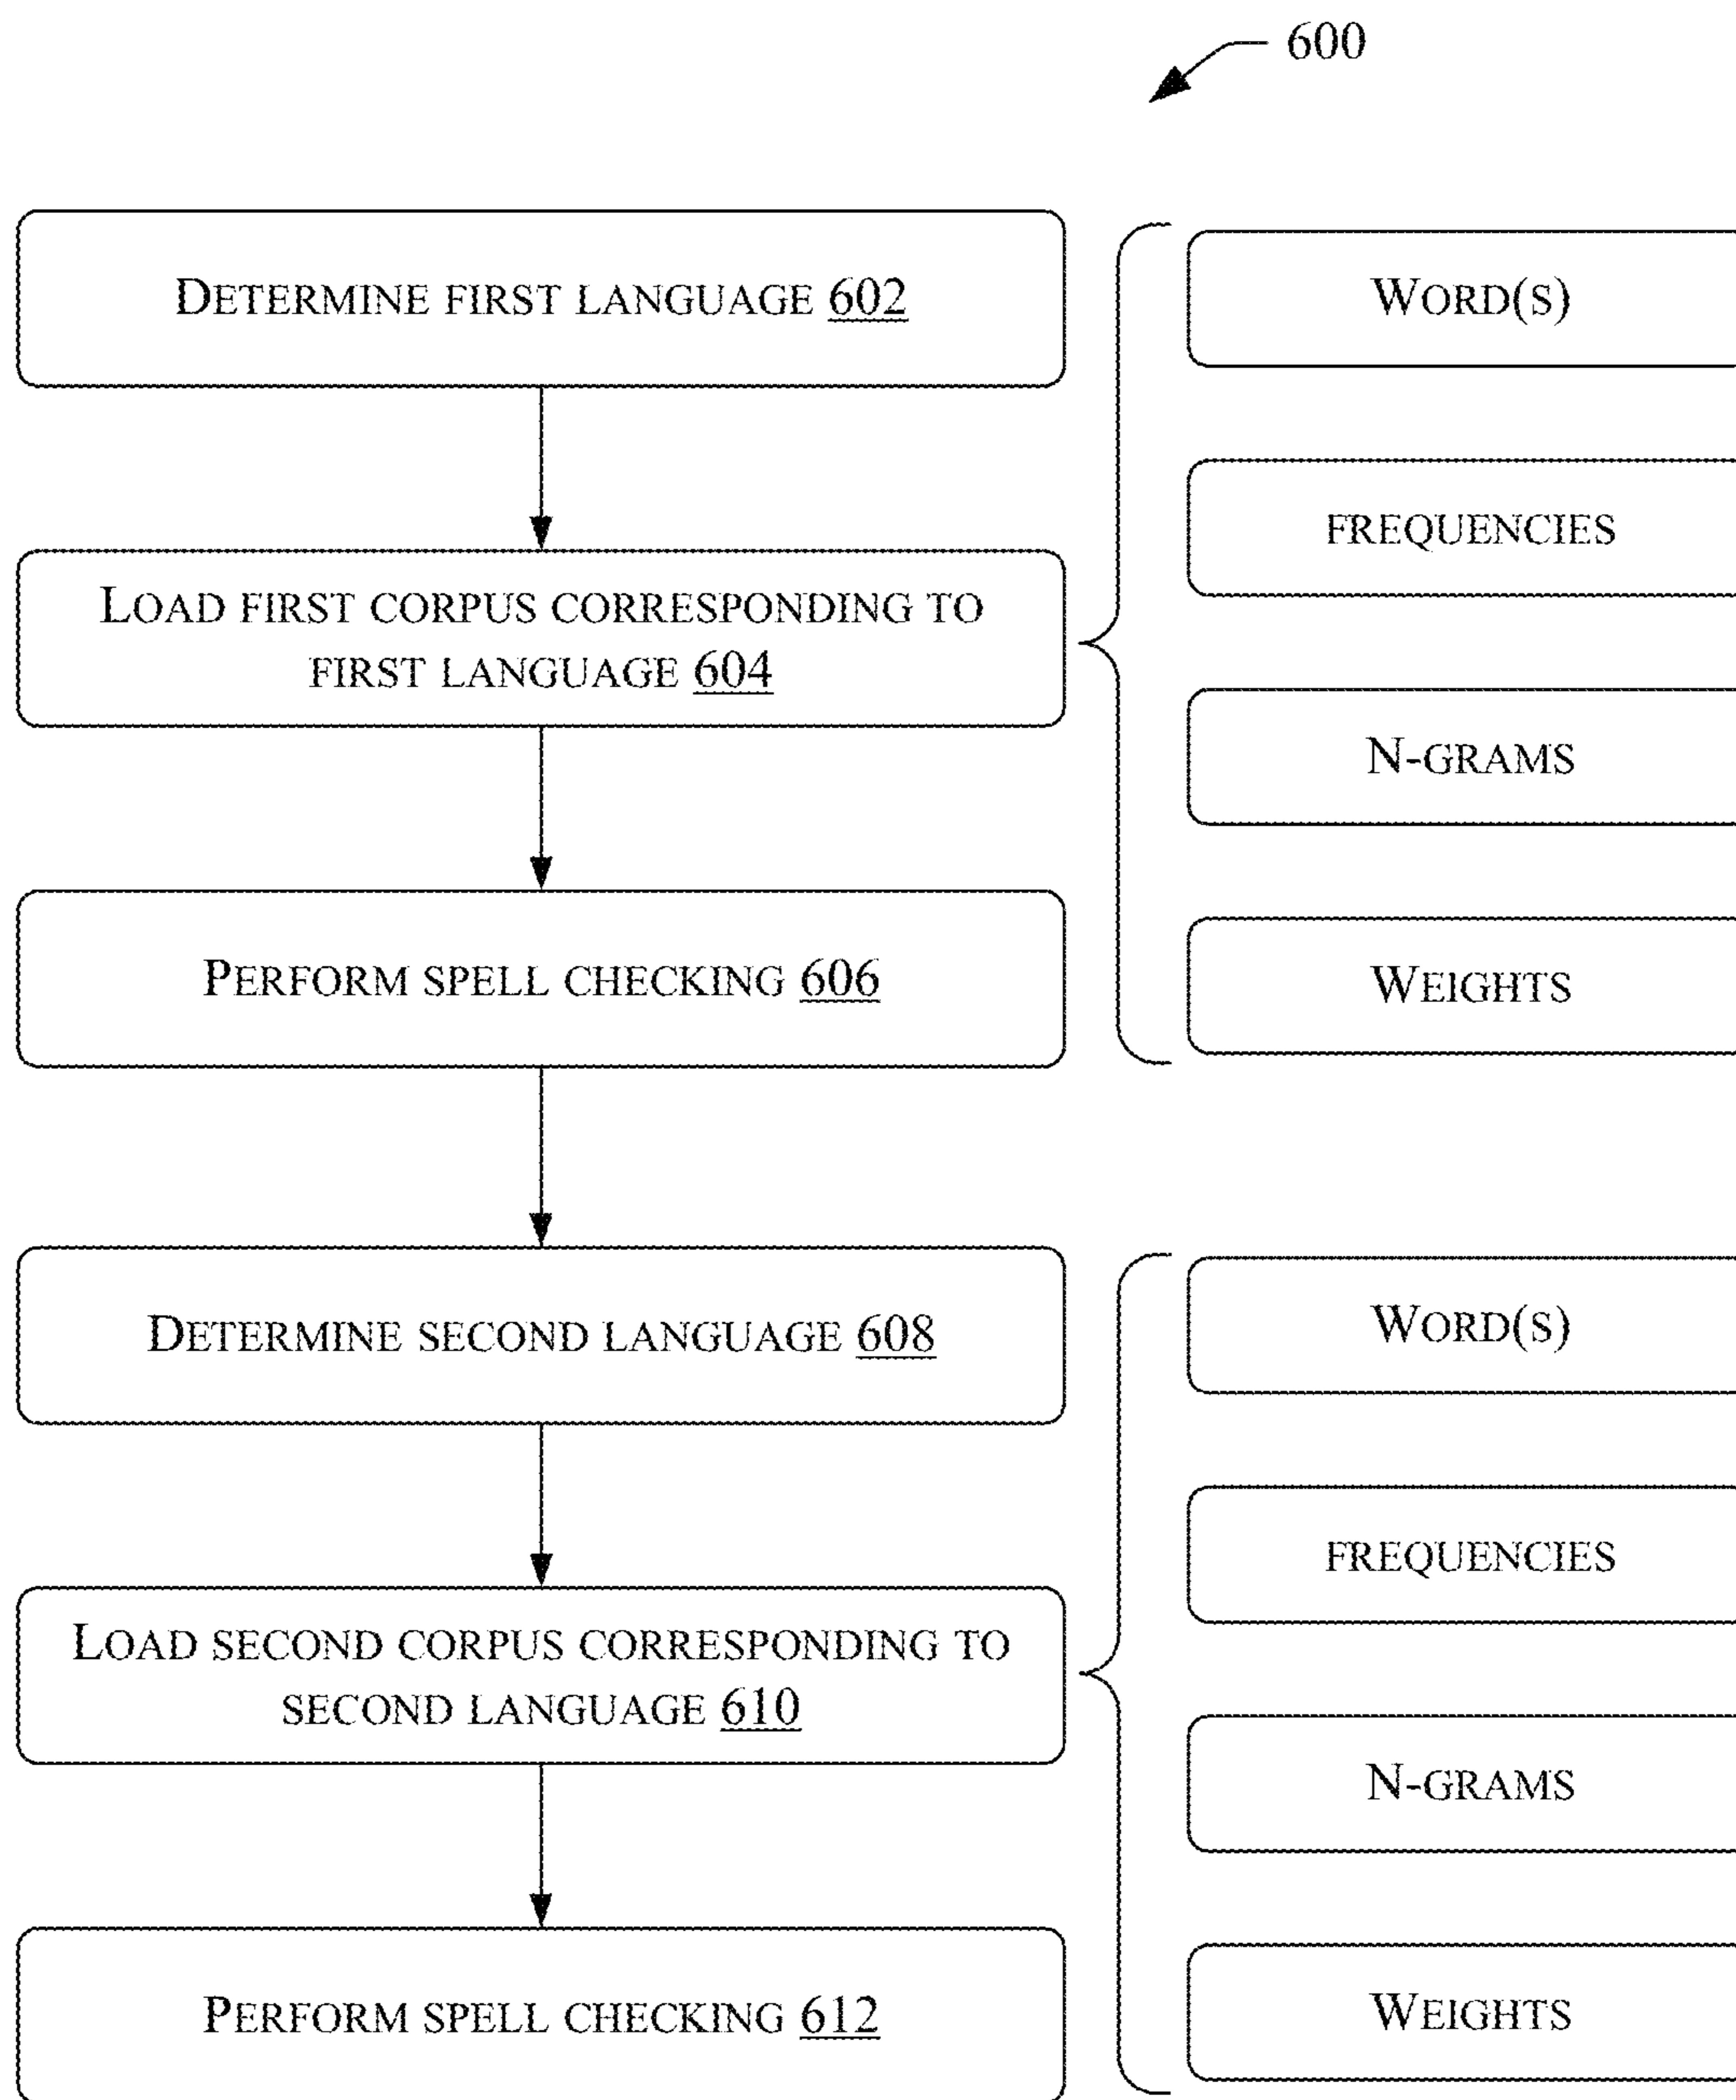 600
DETERMINE FIRST LANGUAGE 602
LOAD FIRST CORPUS CORRESPONDING TO
FIRST LANGUAGE 604
PERFORM SPELL CHECKING 606
WORD(S)
FREQUENCIES
N-GRAMS
WEIGHTS
DETERMINE SECOND LANGUAGE 608
LOAD SECOND CORPUS CORRESPONDING TO
SECOND LANGUAGE 610
PERFORM SPELL CHECKING 612
WORD(S)
FREQUENCIES
N-GRAMS
WEIGHTS